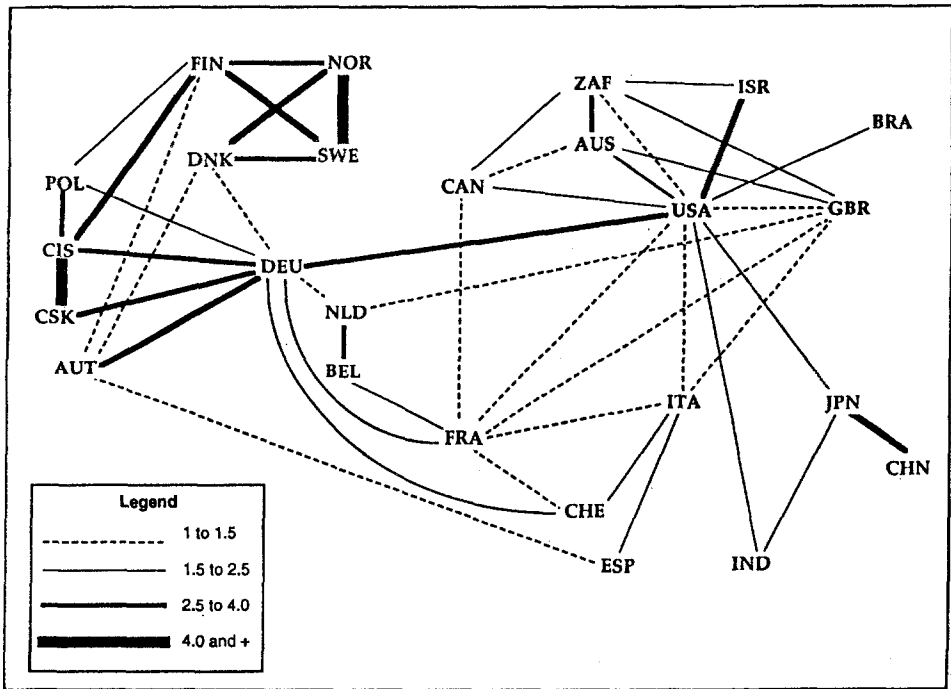 FIN NOR
ZAF ISR
BRA
AUS
DNK SWE
POL CAN
USA GBR
CIS
DEU
CSK NLD
AUT BEL
ITA JPN
FRA
CHN
CHE
ESP IND
Legend
1 to 1.5
1.5 to 2.5
2.5 to 4.0
4.0 and +